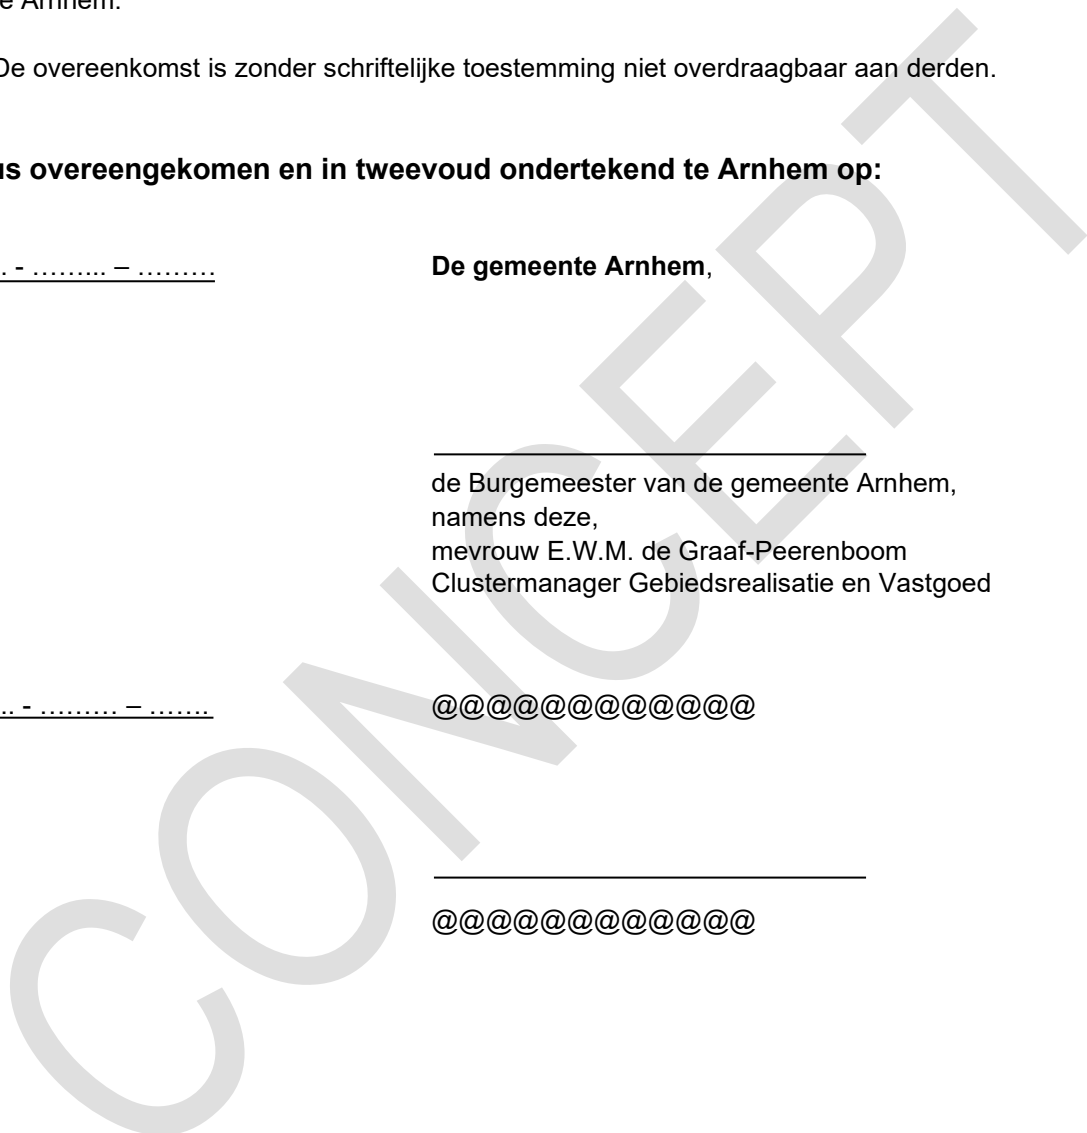 e Arnhem.
De overeenkomst is zonder schriftelijke toestemming niet overdraagbaar aan derden.
us overeengekomen en in tweevoud ondertekend te Arnhem op:
. - ……... – ………
De gemeente Arnhem,
de Burgemeester van de gemeente Arnhem,
namens deze,
mevrouw E.W.M. de Graaf-Peerenboom
Clustermanager Gebiedsrealisatie en Vastgoed
.. - ……… – …….
@@@@@@@@@@@@
@@@@@@@@@@@@
CONCEPT